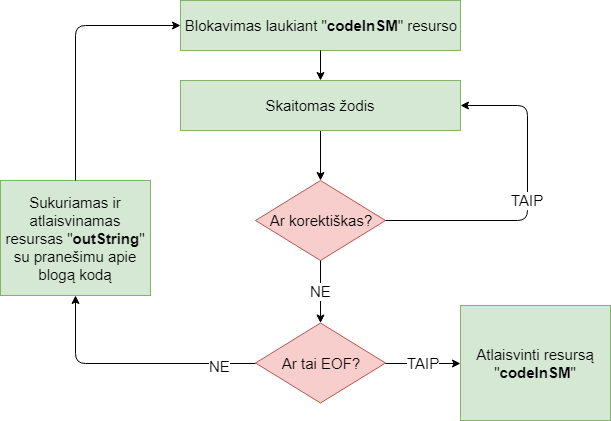 Blokavimas laukiant "codeInSM" resurso
Skaitomas žodis
Ar korektiškas?
TAIP
Sukuriamas ir
atlaisvinamas
resursas "outString"
su pranešimu apie
blogą kodą
NE
Ar tai EOF?
NE
TAIP
Atlaisvinti resursą
"codeInSM"